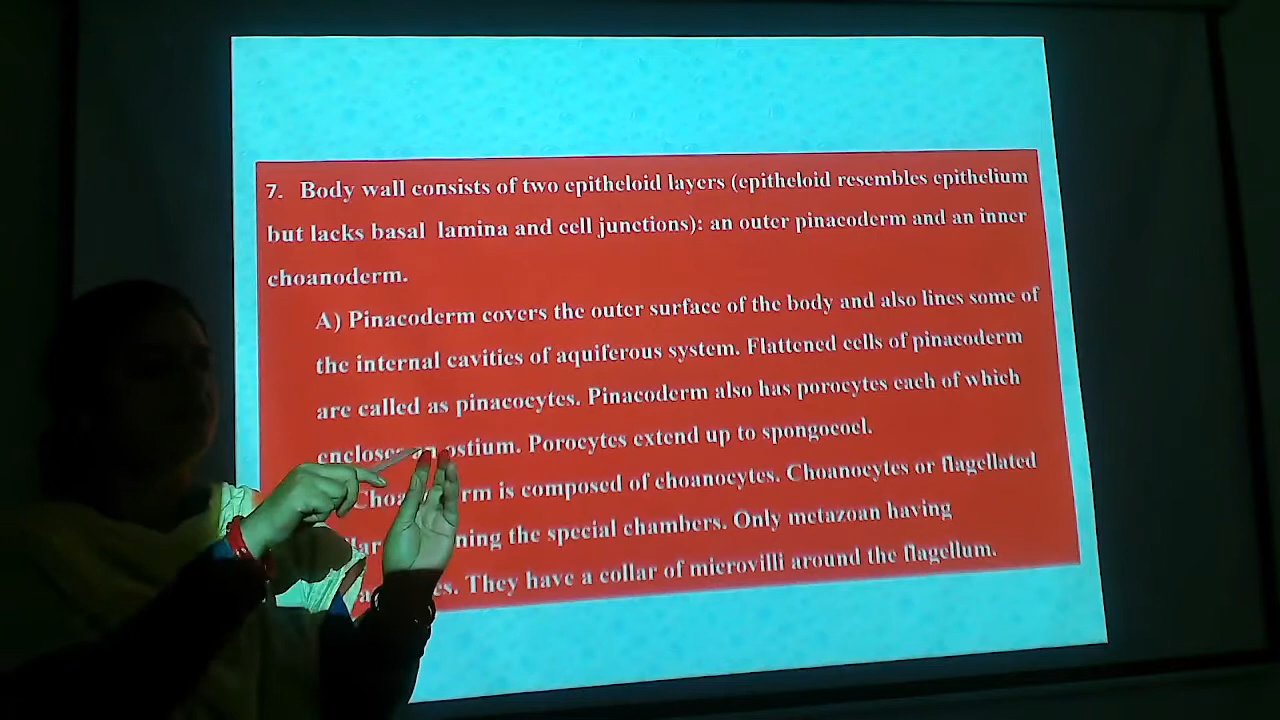 7. Body wall consists of two epitheloid layers (epitheloid resembles epithelium
but lacks basal lamina and cell junctions): an outer pinacoderm and an inner
choanoderm.
A) Pinacoderm covers the outer surface of the body and also lines some of
the internal cavities of aquiferous system. Flattened cells of pinacoderm
are called as pinacocytes. Pinacoderm also has porocytes each of which
ostium. Porocytes extend up to spongocoel.
is composed of choanocytes. Choanocytes or flagellated
the special chambers. Only metazoan having
They have a collar of microvilli around the flagellum.